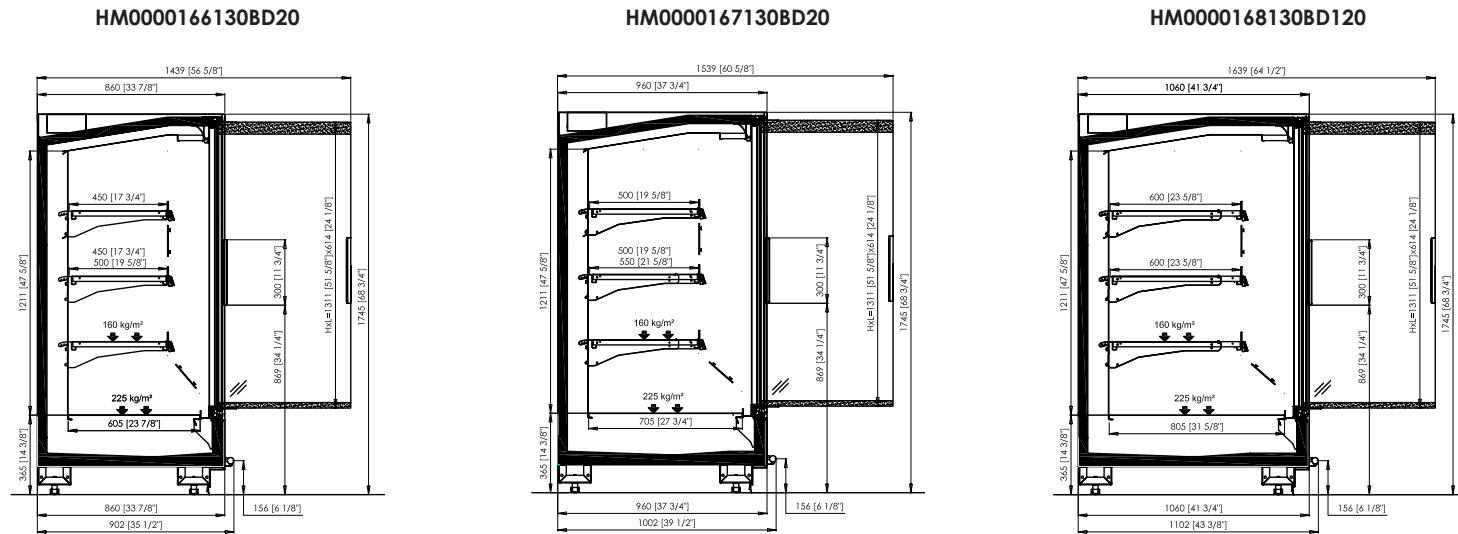 HM0000166130BD20
1439 [56 5/8"]
860 [33 7/8"]
450 [17 3/4"]
450 [17 3/4"]
500 [19 5/8"]
160 kg/m²
225 kg/m²
605 [23 7/8"]
1211 [47 5/8"]
365 [14 3/8"]
300 [11 3/4"]
869 [34 1/4"]
HxL=1311 [51 5/8"]x614 [24 1/8"]
1745 [68 3/4"]
156 [6 1/8"]
860 [33 7/8"]
902 [35 1/2"]
HM0000167130BD20
1539 [60 5/8"]
960 [37 3/4"]
500 [19 5/8"]
500 [19 5/8"]
550 [21 5/8"]
160 kg/m²
225 kg/m²
705 [27 3/4"]
1211 [47 5/8"]
365 [14 3/8"]
300 [11 3/4"]
869 [34 1/4"]
HxL=1311 [51 5/8"]x614 [24 1/8"]
1745 [68 3/4"]
156 [6 1/8"]
960 [37 3/4"]
1002 [39 1/2"]
HM0000168130BD120
1639 [64 1/2"]
1060 [41 3/4"]
600 [23 5/8"]
600 [23 5/8"]
160 kg/m²
225 kg/m²
805 [31 5/8"]
1211 [47 5/8"]
365 [14 3/8"]
300 [11 3/4"]
869 [34 1/4"]
HxL=1311 [51 5/8"]x614 [24 1/8"]
1745 [68 3/4"]
156 [6 1/8"]
1060 [41 3/4"]
1102 [43 3/8"]